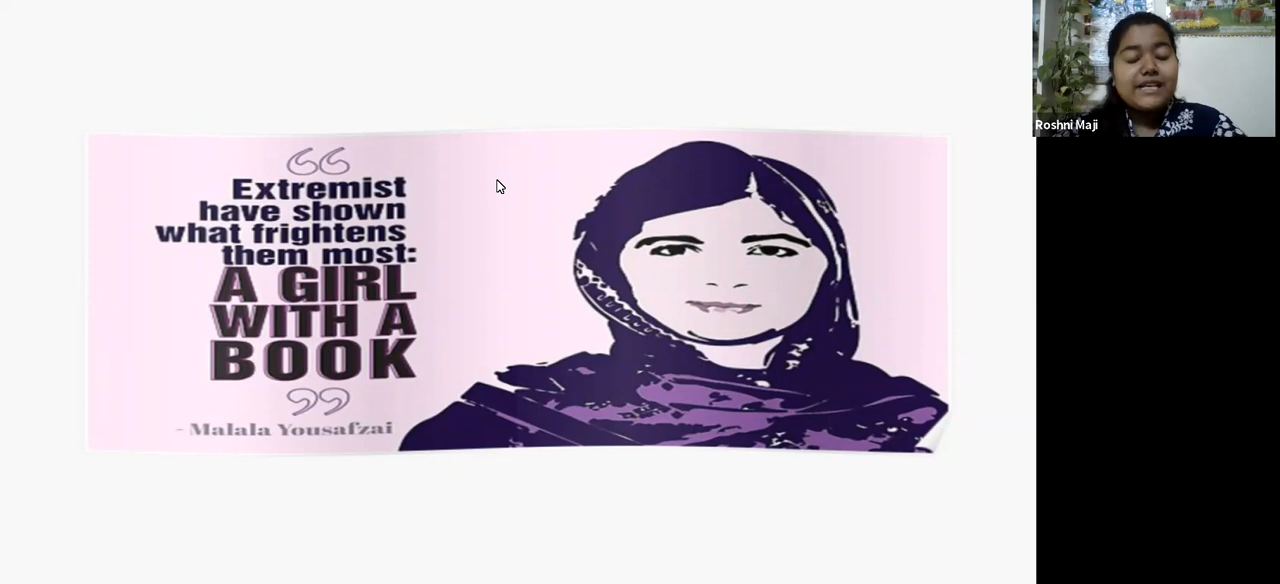 Extremist
have shown
what frightens
them most:
A GIRL
WITH A
BOOK
- Malala Yousafzai
Roshni Maji